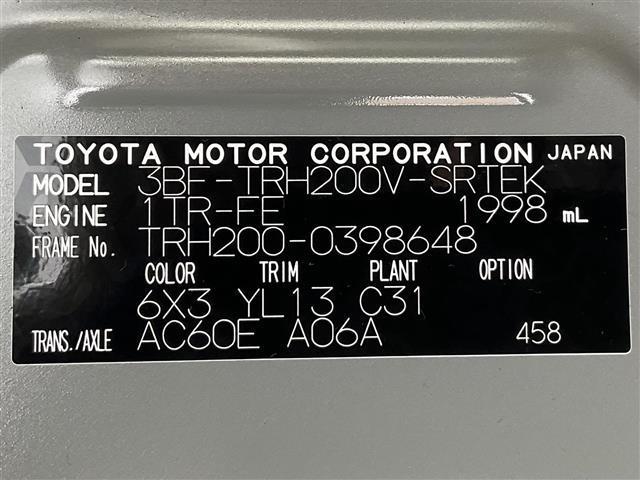 TOYOTA MOTOR CORPORATION JAPAN
MODEL 3BF-TRH200V-SRTEK
ENGINE 1TR-FE 1998 mL
FRAME No. TRH200-0398648
COLOR TRIM PLANT OPTION
6X3 YL13 C31
TRANS./AXLE AC60E A06A 458